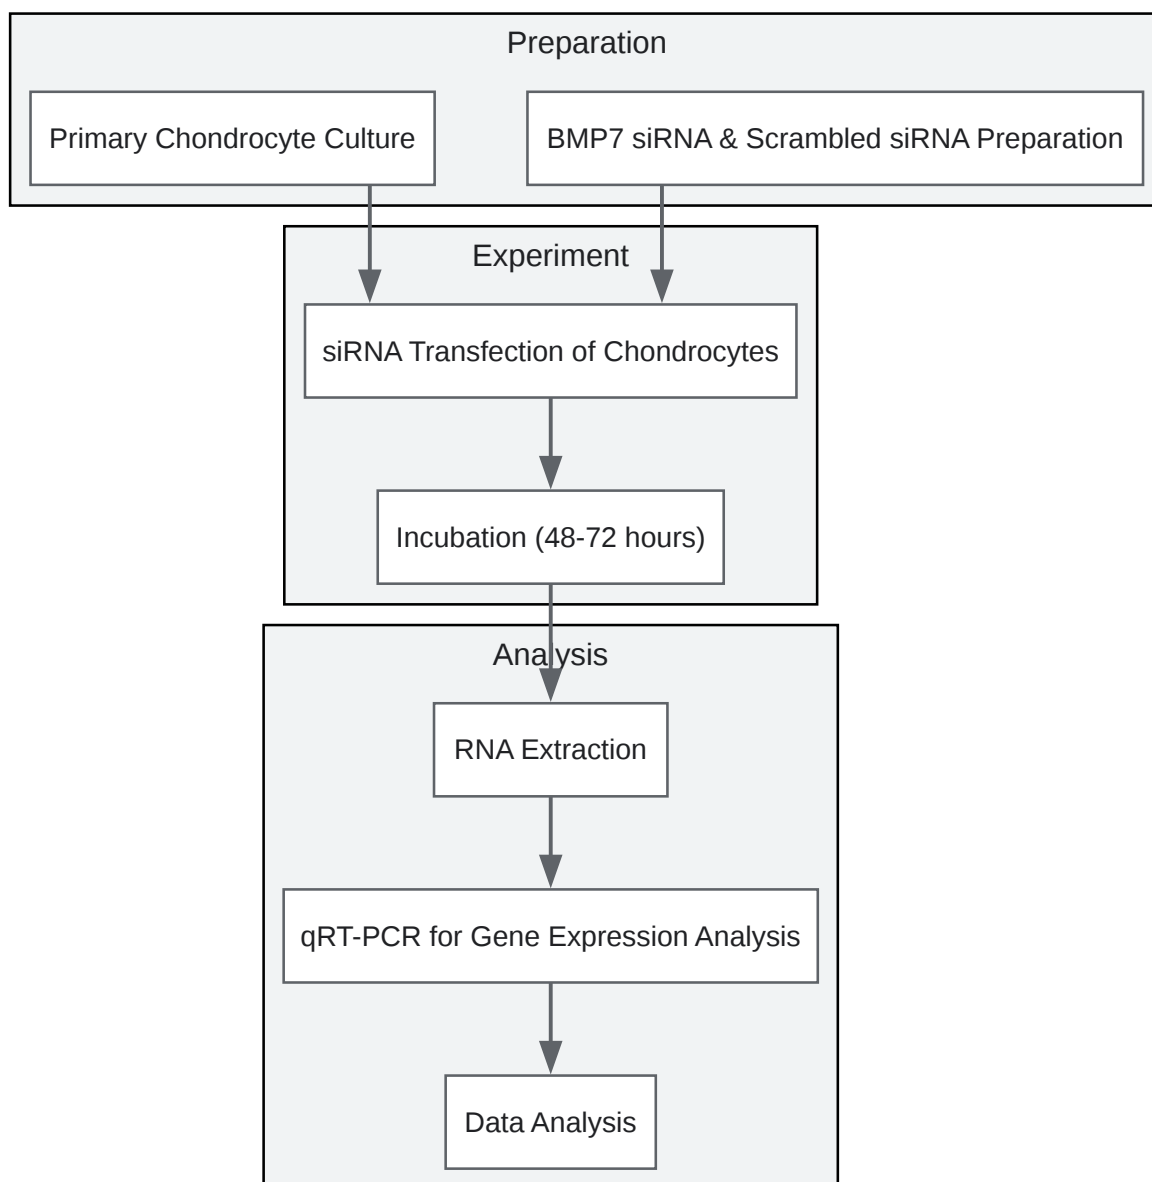 Preparation
Primary Chondrocyte Culture
BMP7 siRNA & Scrambled siRNA Preparation
Experiment
siRNA Transfection of Chondrocytes
Incubation (48-72 hours)
Analysis
RNA Extraction
qRT-PCR for Gene Expression Analysis
Data Analysis